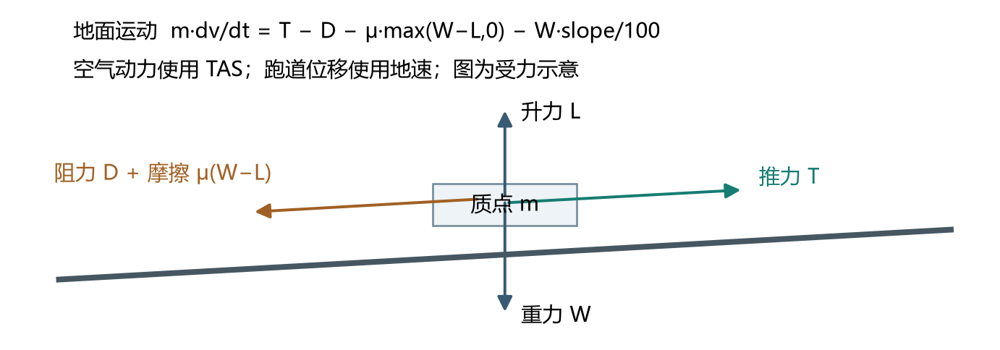 地面运动  m·dv/dt = T − D − μ·max(W−L,0) − W·slope/100
空气动力使用 TAS；跑道位移使用地速；图为受力示意
升力 L
阻力 D + 摩擦 μ(W−L)
推力 T
质点 m
重力 W